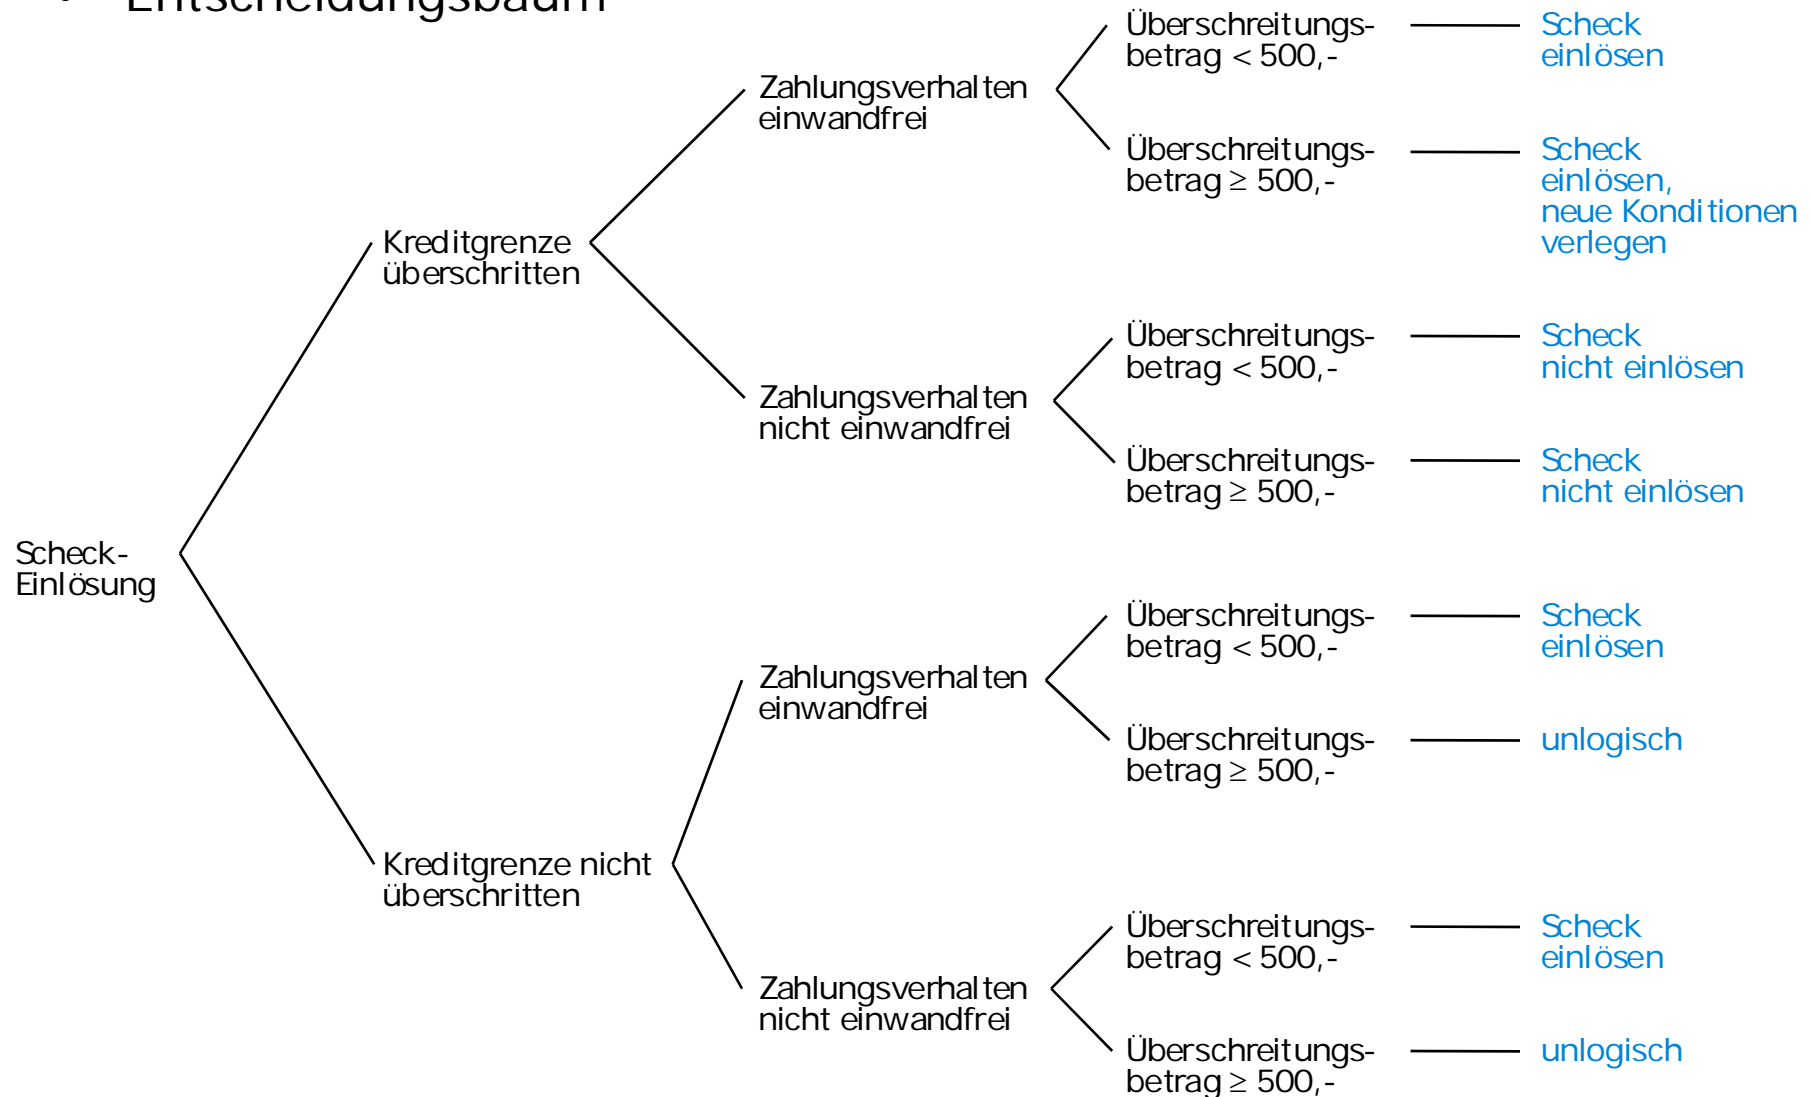 • Entscheidungsbaum
Scheck-
Einlösung
Kreditgrenze
überschritten
Zahlungsverhalten
einwandfrei
Überschreitungs-
betrag < 500,-
Scheck
einlösen
Überschreitungs-
betrag ≥ 500,-
Scheck
einlösen,
neue Konditionen
verlegen
Zahlungsverhalten
nicht einwandfrei
Überschreitungs-
betrag < 500,-
Scheck
nicht einlösen
Überschreitungs-
betrag ≥ 500,-
Scheck
nicht einlösen
Kreditgrenze nicht
überschritten
Zahlungsverhalten
einwandfrei
Überschreitungs-
betrag < 500,-
Scheck
einlösen
Überschreitungs-
betrag ≥ 500,-
unlogisch
Zahlungsverhalten
nicht einwandfrei
Überschreitungs-
betrag < 500,-
Scheck
einlösen
Überschreitungs-
betrag ≥ 500,-
unlogisch